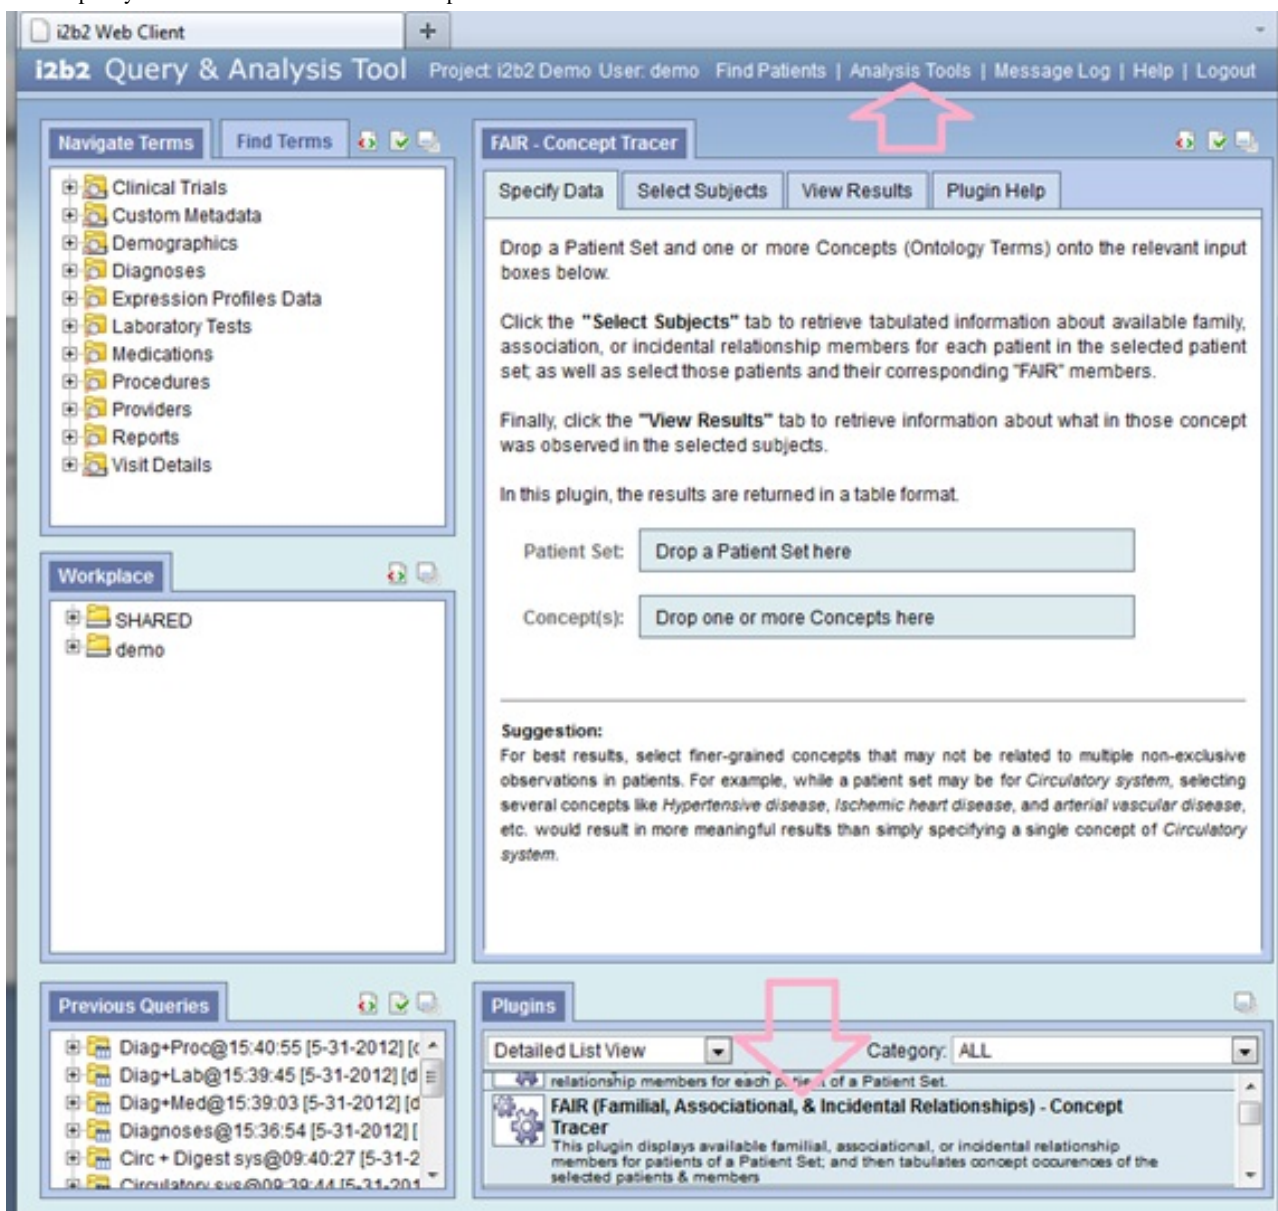 i2b2 Web Client
i2b2 Query & Analysis Tool Project: i2b2 Demo User: demo Find Patients | Analysis Tools | Message Log | Help | Logout
Navigate Terms Find Terms
Clinical Trials
Custom Metadata
Demographics
Diagnoses
Expression Profiles Data
Laboratory Tests
Medications
Procedures
Providers
Reports
Visit Details
Workplace
SHARED
demo
Previous Queries
Diag+Proc@15:40:55 [5-31-2012] [
Diag+Lab@15:39:45 [5-31-2012] [d
Diag+Med@15:39:03 [5-31-2012] [d
Diagnoses@15:36:54 [5-31-2012] [
Circ + Digest sys@09:40:27 [5-31-2
Circulatory sys@09:39:44 [5-31-201
FAIR - Concept Tracer
Specify Data Select Subjects View Results Plugin Help
Drop a Patient Set and one or more Concepts (Ontology Terms) onto the relevant input
boxes below.
Click the "Select Subjects" tab to retrieve tabulated information about available family,
association, or incidental relationship members for each patient in the selected patient
set; as well as select those patients and their corresponding "FAIR" members.
Finally, click the "View Results" tab to retrieve information about what in those concept
was observed in the selected subjects.
In this plugin, the results are returned in a table format.
Patient Set: Drop a Patient Set here
Concept(s): Drop one or more Concepts here
Suggestion:
For best results, select finer-grained concepts that may not be related to multiple non-exclusive
observations in patients. For example, while a patient set may be for Circulatory system, selecting
several concepts like Hypertensive disease, Ischemic heart disease, and arterial vascular disease,
etc. would result in more meaningful results than simply specifying a single concept of Circulatory
system.
Plugins
Detailed List View Category: ALL
relationship members for each patient of a Patient Set.
FAIR (Familial, Associational, & Incidental Relationships) - Concept
Tracer
This plugin displays available familial, associational, or incidental relationship
members for patients of a Patient Set; and then tabulates concept occurences of the
selected patients & members